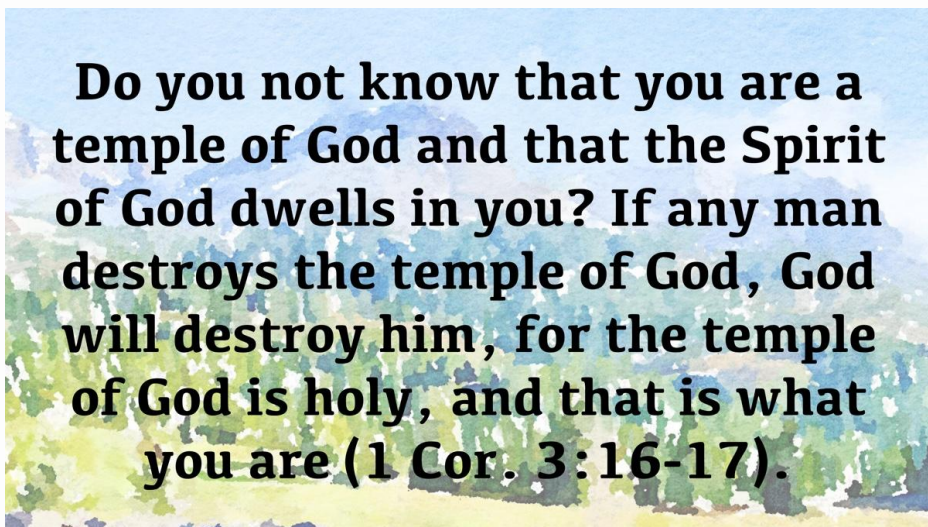 Do you not know that you are a
temple of God and that the Spirit
of God dwells in you? If any man
destroys the temple of God, God
will destroy him, for the temple
of God is holy, and that is what
you are (1 Cor. 3:16-17).